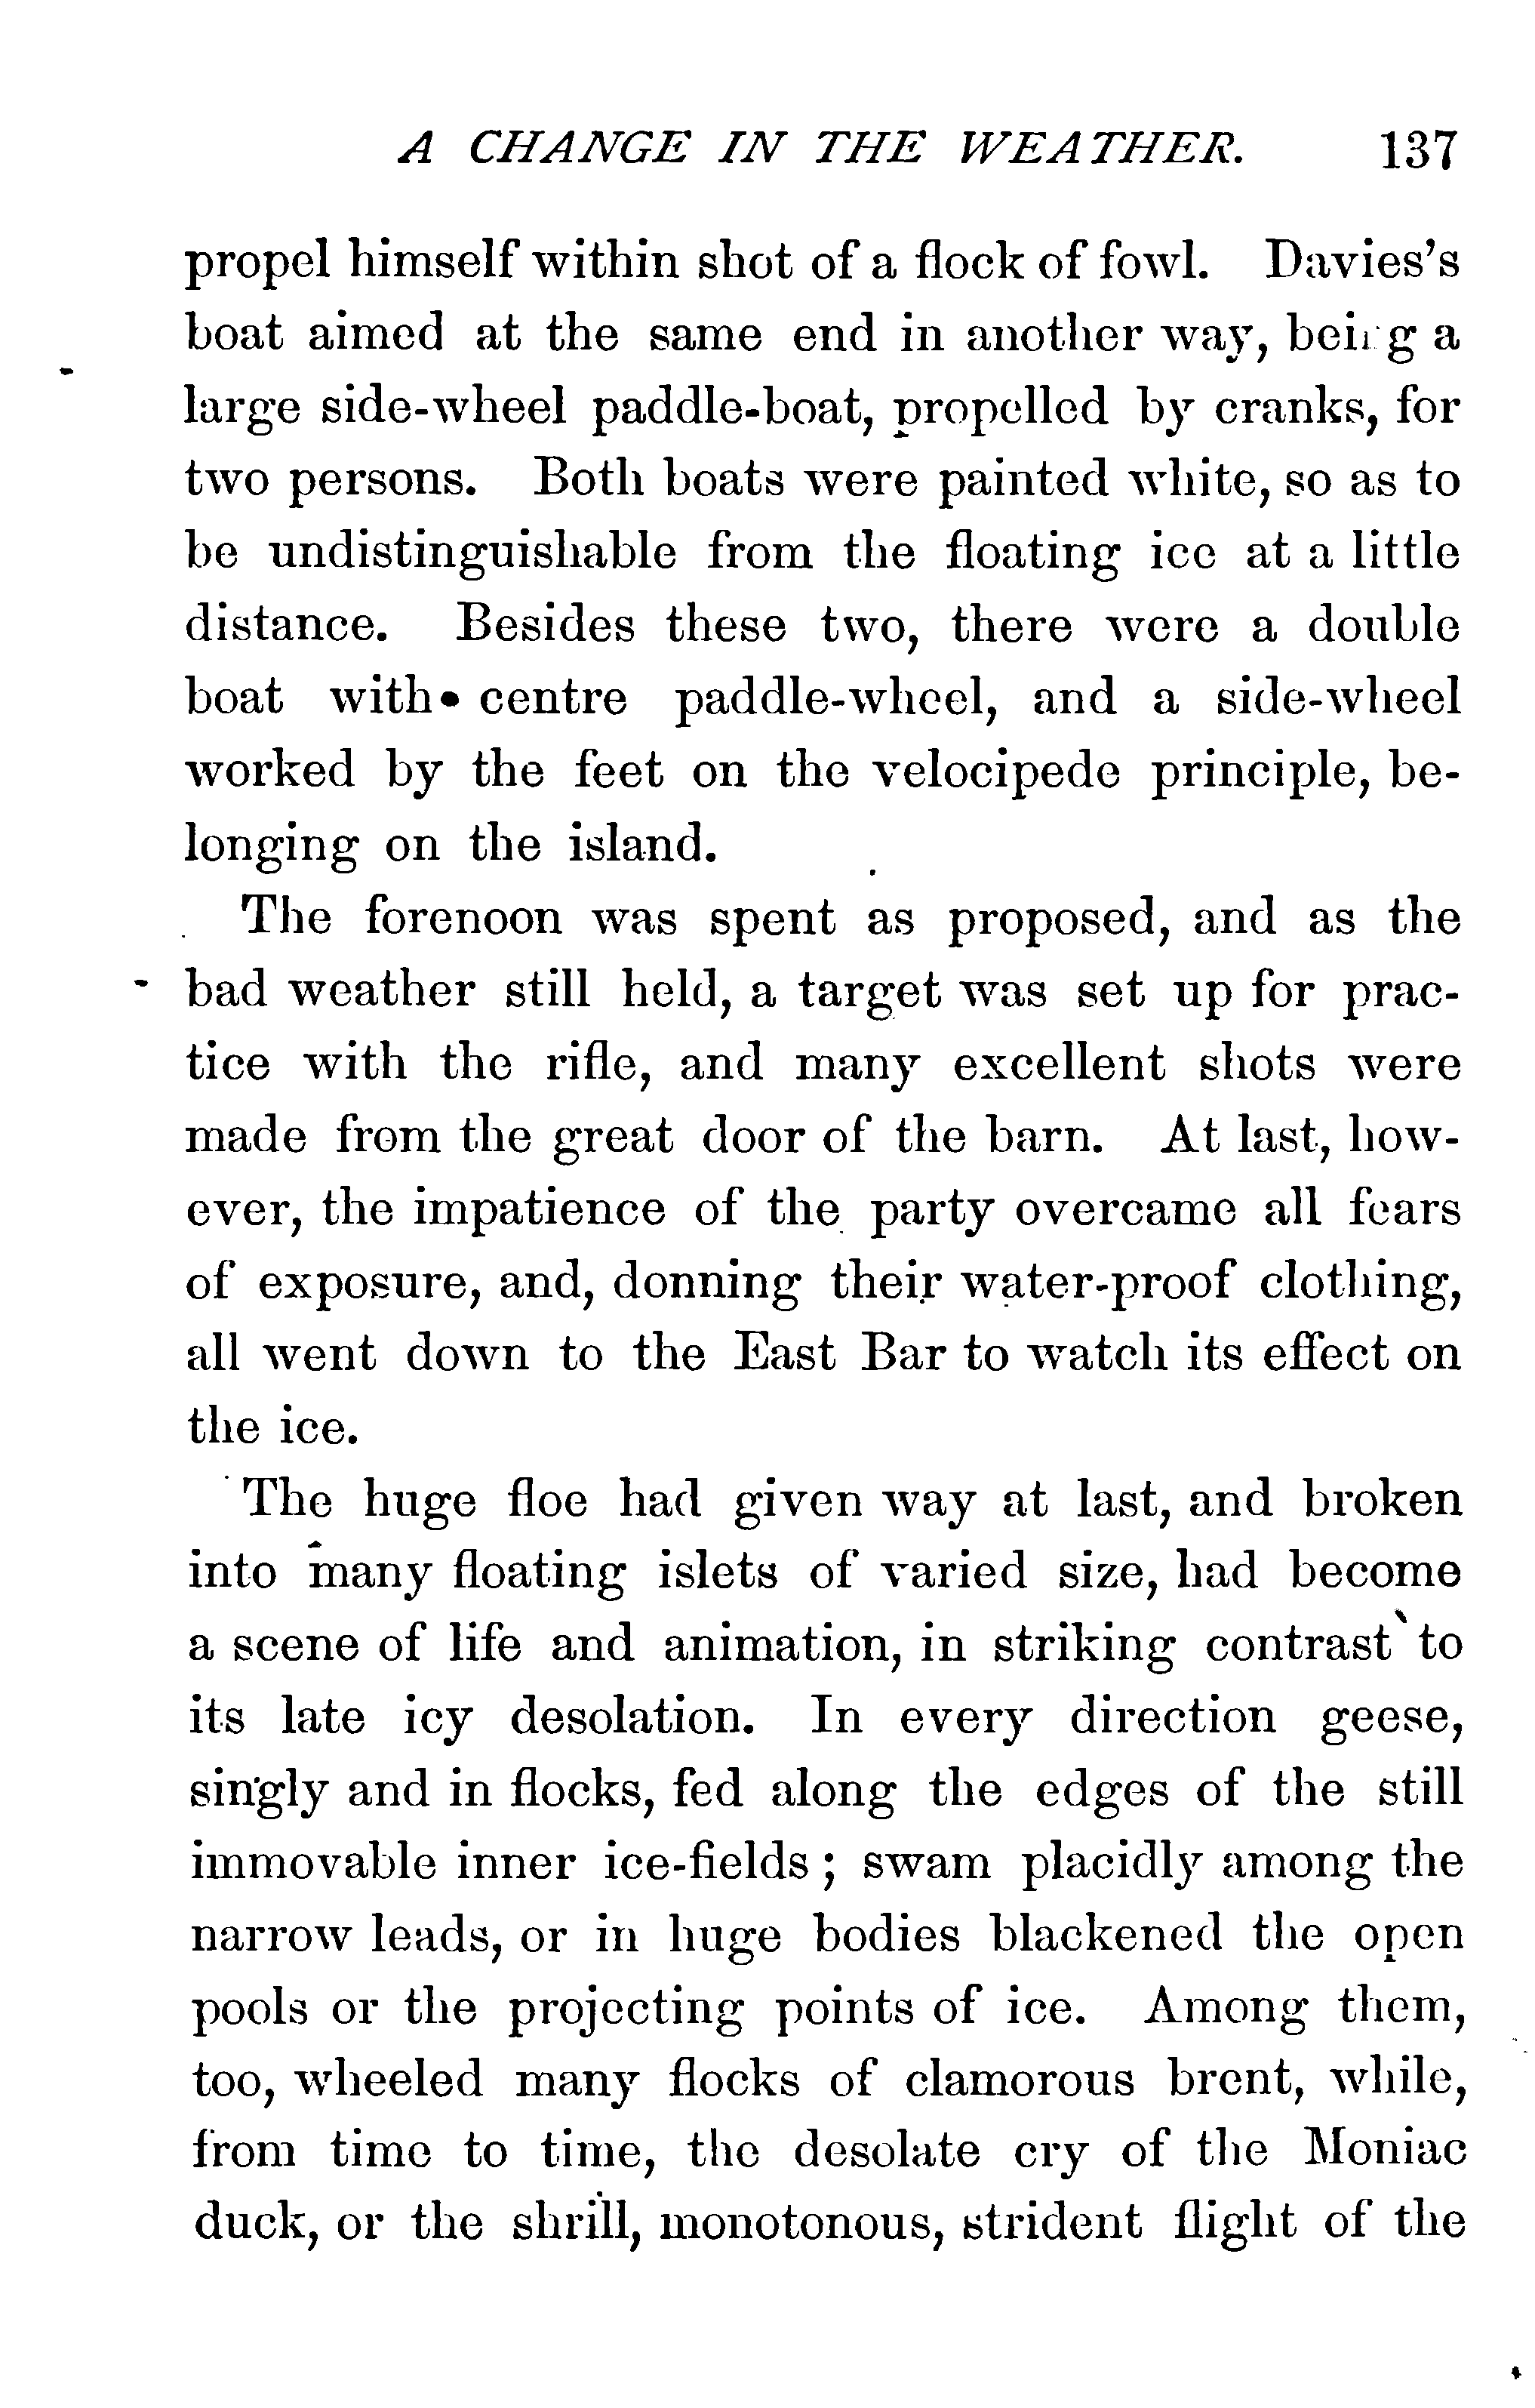 A CHANGE IN THE WEATHER. 137
propel himself within shot of a flock of fowl. Davies's
boat aimed at the same end in another way, being a
large side-wheel paddle-boat, propelled by cranks, for
two persons. Both boats were painted white, so as to
be undistinguishable from the floating ice at a little
distance. Besides these two, there were a double
boat with centre paddle-wheel, and a side-wheel
worked by the feet on the velocipede principle, be-
longing on the island.
The forenoon was spent as proposed, and as the
bad weather still held, a target was set up for prac-
tice with the rifle, and many excellent shots were
made from the great door of the barn. At last, how-
ever, the impatience of the party overcame all fears
of exposure, and, donning their water-proof clothing,
all went down to the East Bar to watch its effect on
the ice.
The huge floe had given way at last, and broken
into many floating islets of varied size, had become
a scene of life and animation, in striking contrast to
its late icy desolation. In every direction geese,
singly and in flocks, fed along the edges of the still
immovable inner ice-fields; swam placidly among the
narrow leads, or in huge bodies blackened the open
pools or the projecting points of ice. Among them,
too, wheeled many flocks of clamorous brent, while,
from time to time, the desolate cry of the Moniac
duck, or the shrill, monotonous, strident flight of the